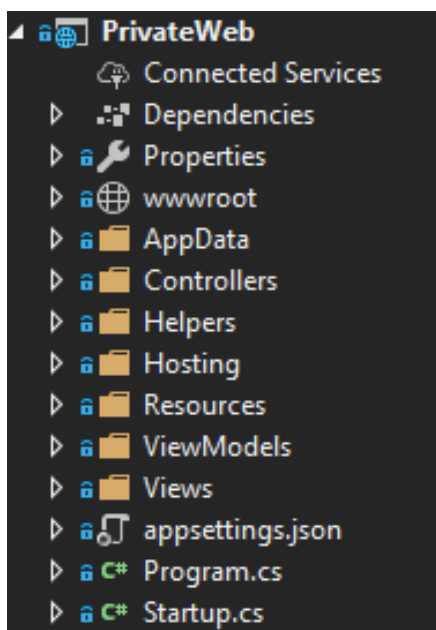 PrivateWeb
Connected Services
Dependencies
Properties
wwwroot
AppData
Controllers
Helpers
Hosting
Resources
ViewModels
Views
appsettings.json
C# Program.cs
C# Startup.cs